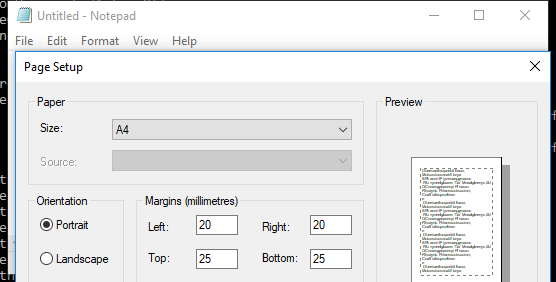 Untitled - Notepad
File Edit Format View Help
Page Setup
Paper
Preview
Size: A4
Source:
Orientation
Margins (millimetres)
Portrait
Left: 20 Right: 20
Landscape
Top: 25 Bottom: 25